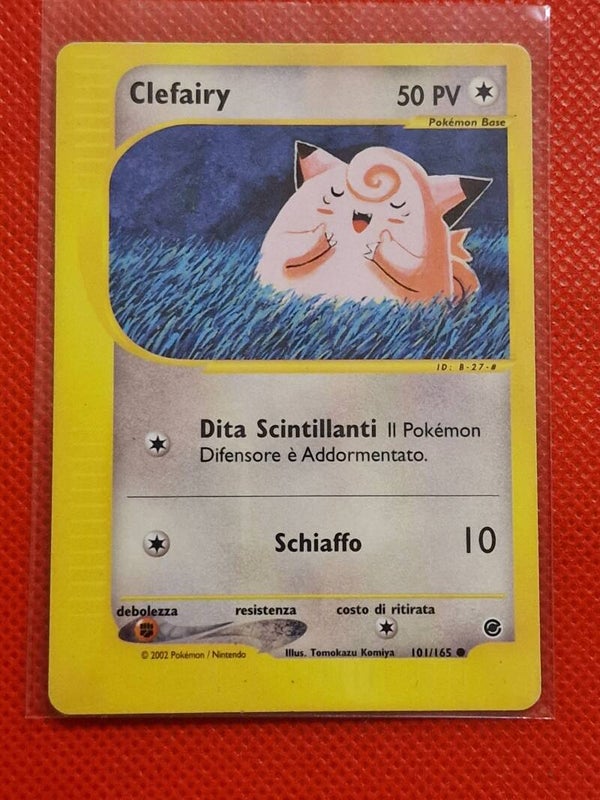 Clefairy 50 PV
Pokémon Base
ID: B-27-#
Dita Scintillanti Il Pokémon
Difensore è Addormentato.
Schiaffo 10
debolezza resistenza costo di ritirata
© 2002 Pokémon / Nintendo Illus. Tomokazu Komiya 101/165